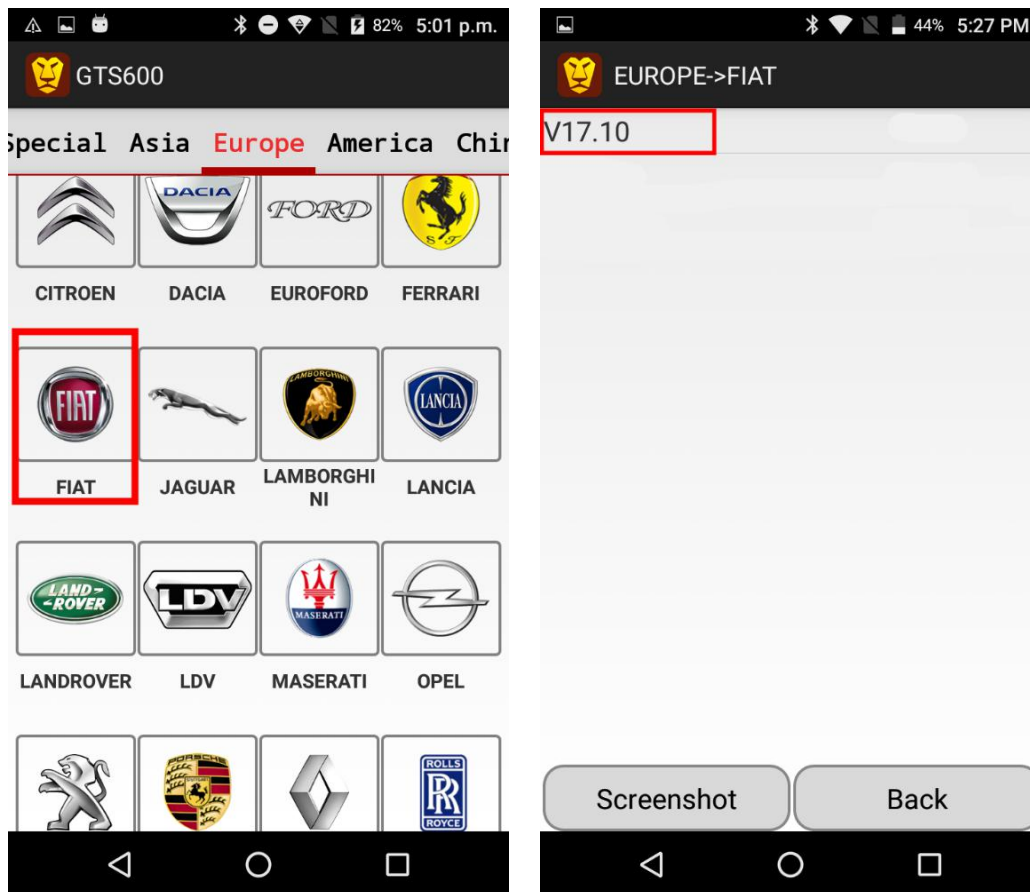 82% 5:01 p.m.
GTS600
Special Asia Europe America Chin
DACIA
FORD
S F
CITROEN DACIA EUROFORD FERRARI
FIAT
LAMBORGHINI
LANCIA
FIAT JAGUAR LAMBORGHI
NI LANCIA
LAND-
-ROVER
LDV
MASERATI
LANDROVER LDV MASERATI OPEL
PORSCHE
ROLLS
RR
ROYCE
44% 5:27 PM
EUROPE->FIAT
V17.10
Screenshot Back